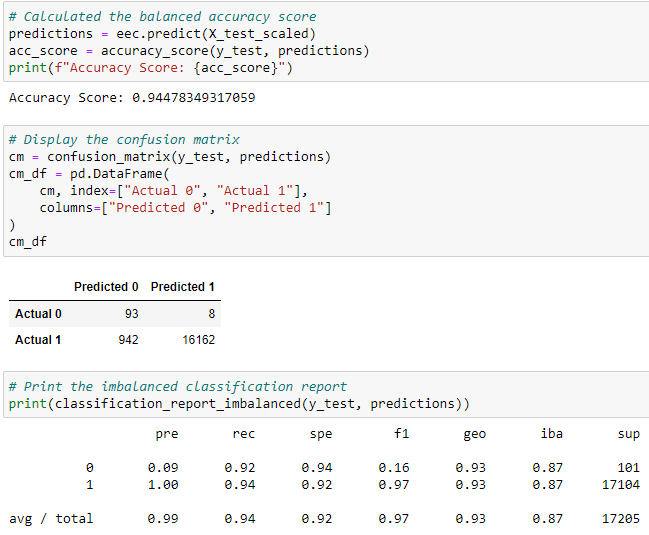 # Calculated the balanced accuracy score
predictions = eec.predict(X_test_scaled)
acc_score = accuracy_score(y_test, predictions)
print(f"Accuracy Score: {acc_score}")
Accuracy Score: 0.94478349317059
# Display the confusion matrix
cm = confusion_matrix(y_test, predictions)
cm_df = pd.DataFrame(
    cm, index=["Actual 0", "Actual 1"],
    columns=["Predicted 0", "Predicted 1"]
)
cm_df
Predicted 0 Predicted 1
Actual 0 93 8
Actual 1 942 16162
# Print the imbalanced classification report
print(classification_report_imbalanced(y_test, predictions))
pre rec spe f1 geo iba sup
0 0.09 0.92 0.94 0.16 0.93 0.87 101
1 1.00 0.94 0.92 0.97 0.93 0.87 17104
avg / total 0.99 0.94 0.92 0.97 0.93 0.87 17205